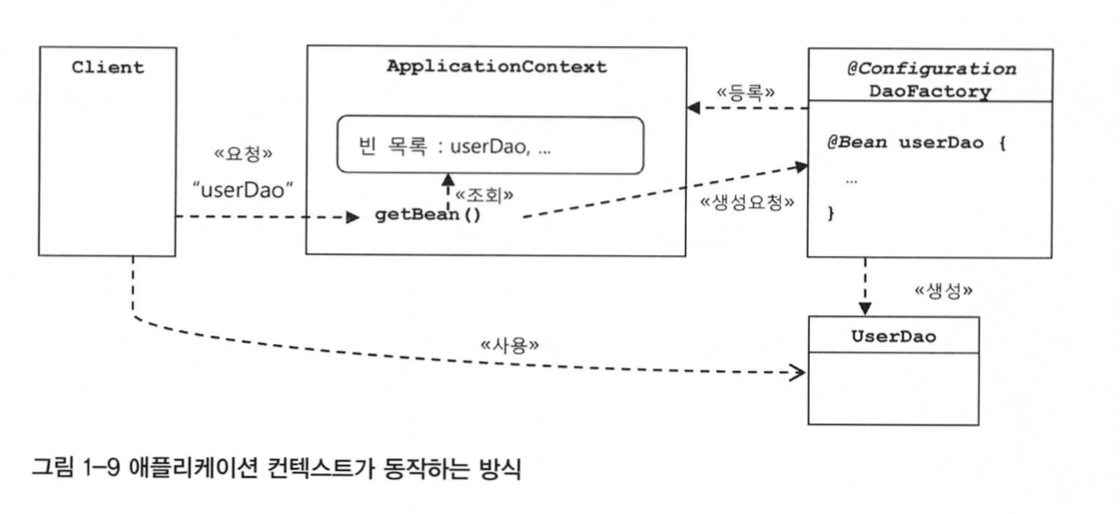 Client
«요청»
“userDao”
ApplicationContext
빈 목록 : userDao, ...
«조회»
getBean()
«등록»
«생성요청»
@Configuration
DaoFactory
@Bean userDao {
...
}
«생성»
UserDao
«사용»
그림 1-9 애플리케이션 컨텍스트가 동작하는 방식